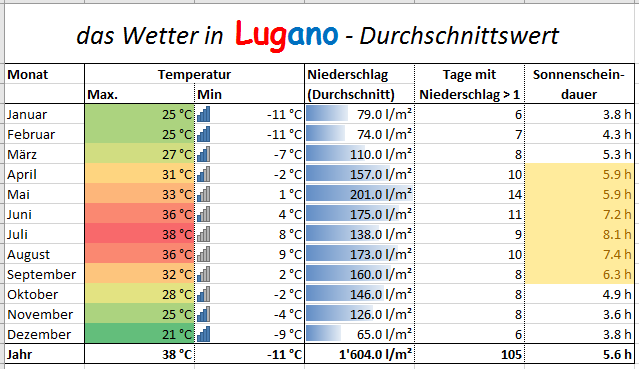 das Wetter in Lugano - Durchschnittswert
Monat Temperatur Niederschlag Tage mit Sonnenschein-
Max. Min (Durchschnitt) Niederschlag > 1 dauer
Januar 25 °C -11 °C 79.0 l/m² 6 3.8 h
Februar 25 °C -11 °C 74.0 l/m² 7 4.3 h
März 27 °C -7 °C 110.0 l/m² 8 5.3 h
April 31 °C -2 °C 157.0 l/m² 10 5.9 h
Mai 33 °C 1 °C 201.0 l/m² 14 5.9 h
Juni 36 °C 4 °C 175.0 l/m² 11 7.2 h
Juli 38 °C 8 °C 138.0 l/m² 9 8.1 h
August 36 °C 9 °C 173.0 l/m² 10 7.4 h
September 32 °C 2 °C 160.0 l/m² 8 6.3 h
Oktober 28 °C -2 °C 146.0 l/m² 8 4.9 h
November 25 °C -4 °C 126.0 l/m² 8 3.6 h
Dezember 21 °C -9 °C 65.0 l/m² 6 3.8 h
Jahr 38 °C -11 °C 1'604.0 l/m² 105 5.6 h